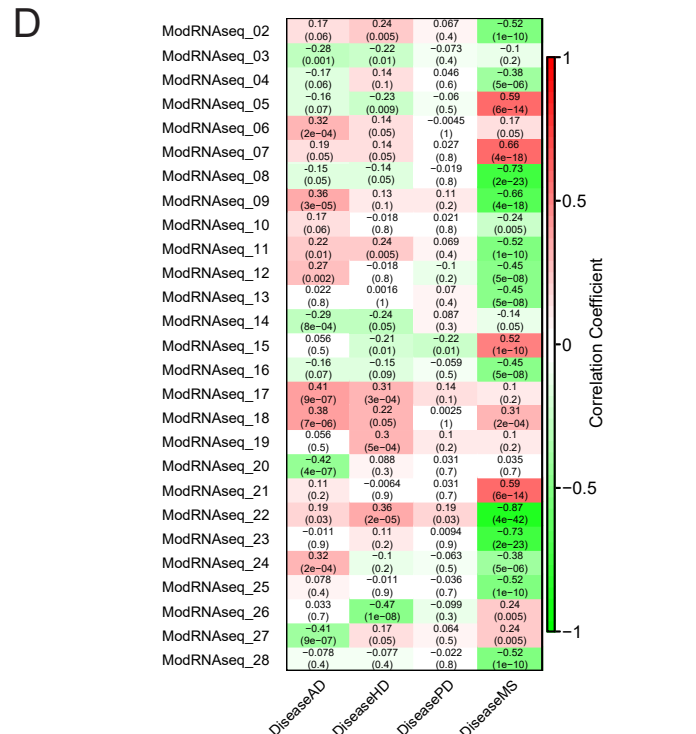 D
ModRNAseq_02 0.17 0.24 0.067 −0.52
(0.06) (0.005) (0.4) (1e−10)
ModRNAseq_03 −0.28 −0.22 −0.073 −0.1
(0.001) (0.01) (0.4) (0.2)
ModRNAseq_04 −0.17 0.14 0.046 −0.38
(0.06) (0.1) (0.6) (5e−06)
ModRNAseq_05 −0.16 −0.23 −0.06 0.59
(0.07) (0.009) (0.5) (6e−14)
ModRNAseq_06 0.32 0.14 −0.0045 0.17
(2e−04) (0.05) (1) (0.05)
ModRNAseq_07 0.19 0.14 0.027 0.66
(0.05) (0.05) (0.8) (4e−18)
ModRNAseq_08 −0.15 −0.14 −0.019 −0.73
(0.05) (0.05) (0.8) (2e−23)
ModRNAseq_09 0.36 0.13 0.11 −0.66
(3e−05) (0.1) (0.2) (4e−18)
ModRNAseq_10 0.17 −0.018 0.021 −0.24
(0.06) (0.8) (0.8) (0.005)
ModRNAseq_11 0.22 0.24 0.069 −0.52
(0.01) (0.005) (0.4) (1e−10)
ModRNAseq_12 0.27 −0.018 −0.1 −0.45
(0.002) (0.8) (0.2) (5e−08)
ModRNAseq_13 0.022 0.0016 0.07 −0.45
(0.8) (1) (0.4) (5e−08)
ModRNAseq_14 −0.29 −0.24 0.087 −0.14
(8e−04) (0.05) (0.3) (0.05)
ModRNAseq_15 0.056 −0.21 −0.22 0.52
(0.5) (0.01) (0.01) (1e−10)
ModRNAseq_16 −0.16 −0.15 −0.059 −0.45
(0.07) (0.09) (0.5) (5e−08)
ModRNAseq_17 0.41 0.31 0.14 0.1
(9e−07) (3e−04) (0.1) (0.2)
ModRNAseq_18 0.38 0.22 0.0025 0.31
(7e−06) (0.05) (1) (2e−04)
ModRNAseq_19 0.056 0.3 0.1 0.1
(0.5) (5e−04) (0.2) (0.2)
ModRNAseq_20 −0.42 0.088 0.031 0.035
(4e−07) (0.3) (0.7) (0.7)
ModRNAseq_21 0.11 −0.0064 0.031 0.59
(0.2) (0.9) (0.7) (6e−14)
ModRNAseq_22 0.19 0.36 0.19 −0.87
(0.03) (2e−05) (0.03) (4e−42)
ModRNAseq_23 −0.011 0.11 0.0094 −0.73
(0.9) (0.2) (0.9) (2e−23)
ModRNAseq_24 0.32 −0.1 −0.063 −0.38
(2e−04) (0.2) (0.5) (5e−06)
ModRNAseq_25 0.078 −0.011 −0.036 −0.52
(0.4) (0.9) (0.7) (1e−10)
ModRNAseq_26 0.033 −0.47 −0.099 0.24
(0.7) (1e−08) (0.3) (0.005)
ModRNAseq_27 −0.41 0.17 0.064 0.24
(9e−07) (0.05) (0.5) (0.005)
ModRNAseq_28 −0.078 −0.077 −0.022 −0.52
(0.4) (0.4) (0.8) (1e−10)
DiseaseAD DiseaseHD DiseasePD DiseaseMS
1
0.5
0
−0.5
−1
Correlation Coefficient